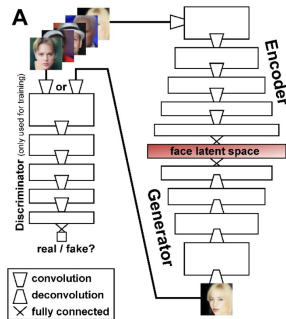 A
or
Discriminator (only used for training)
real / fake?
Encoder
face latent space
Generator
convolution
deconvolution
fully connected